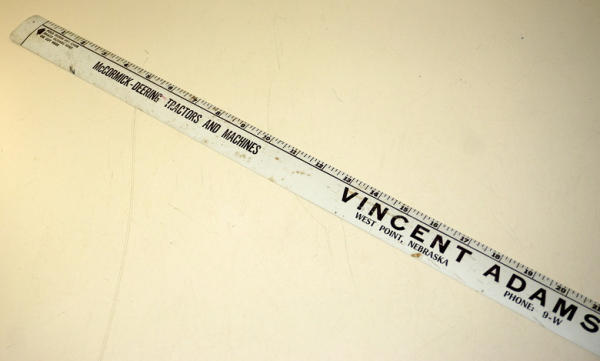 McCORMICK-DEERING TRACTORS AND MACHINES
VINCENT ADAMS
WEST POINT, NEBRASKA
PHONE: 9-W